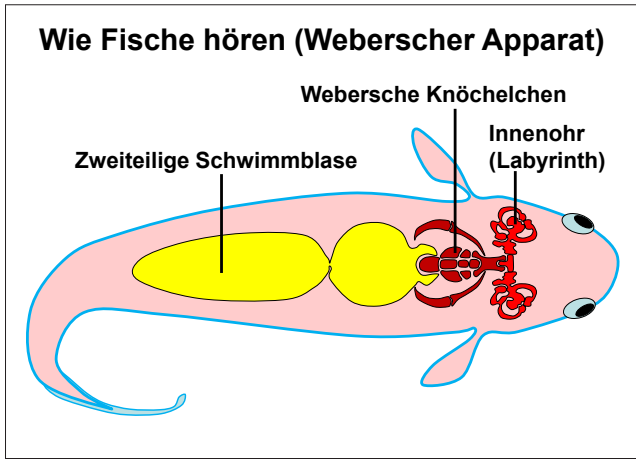 Wie Fische hören (Weberscher Apparat)
Webersche Knöchelchen
Innenohr
(Labyrinth)
Zweiteilige Schwimmblase